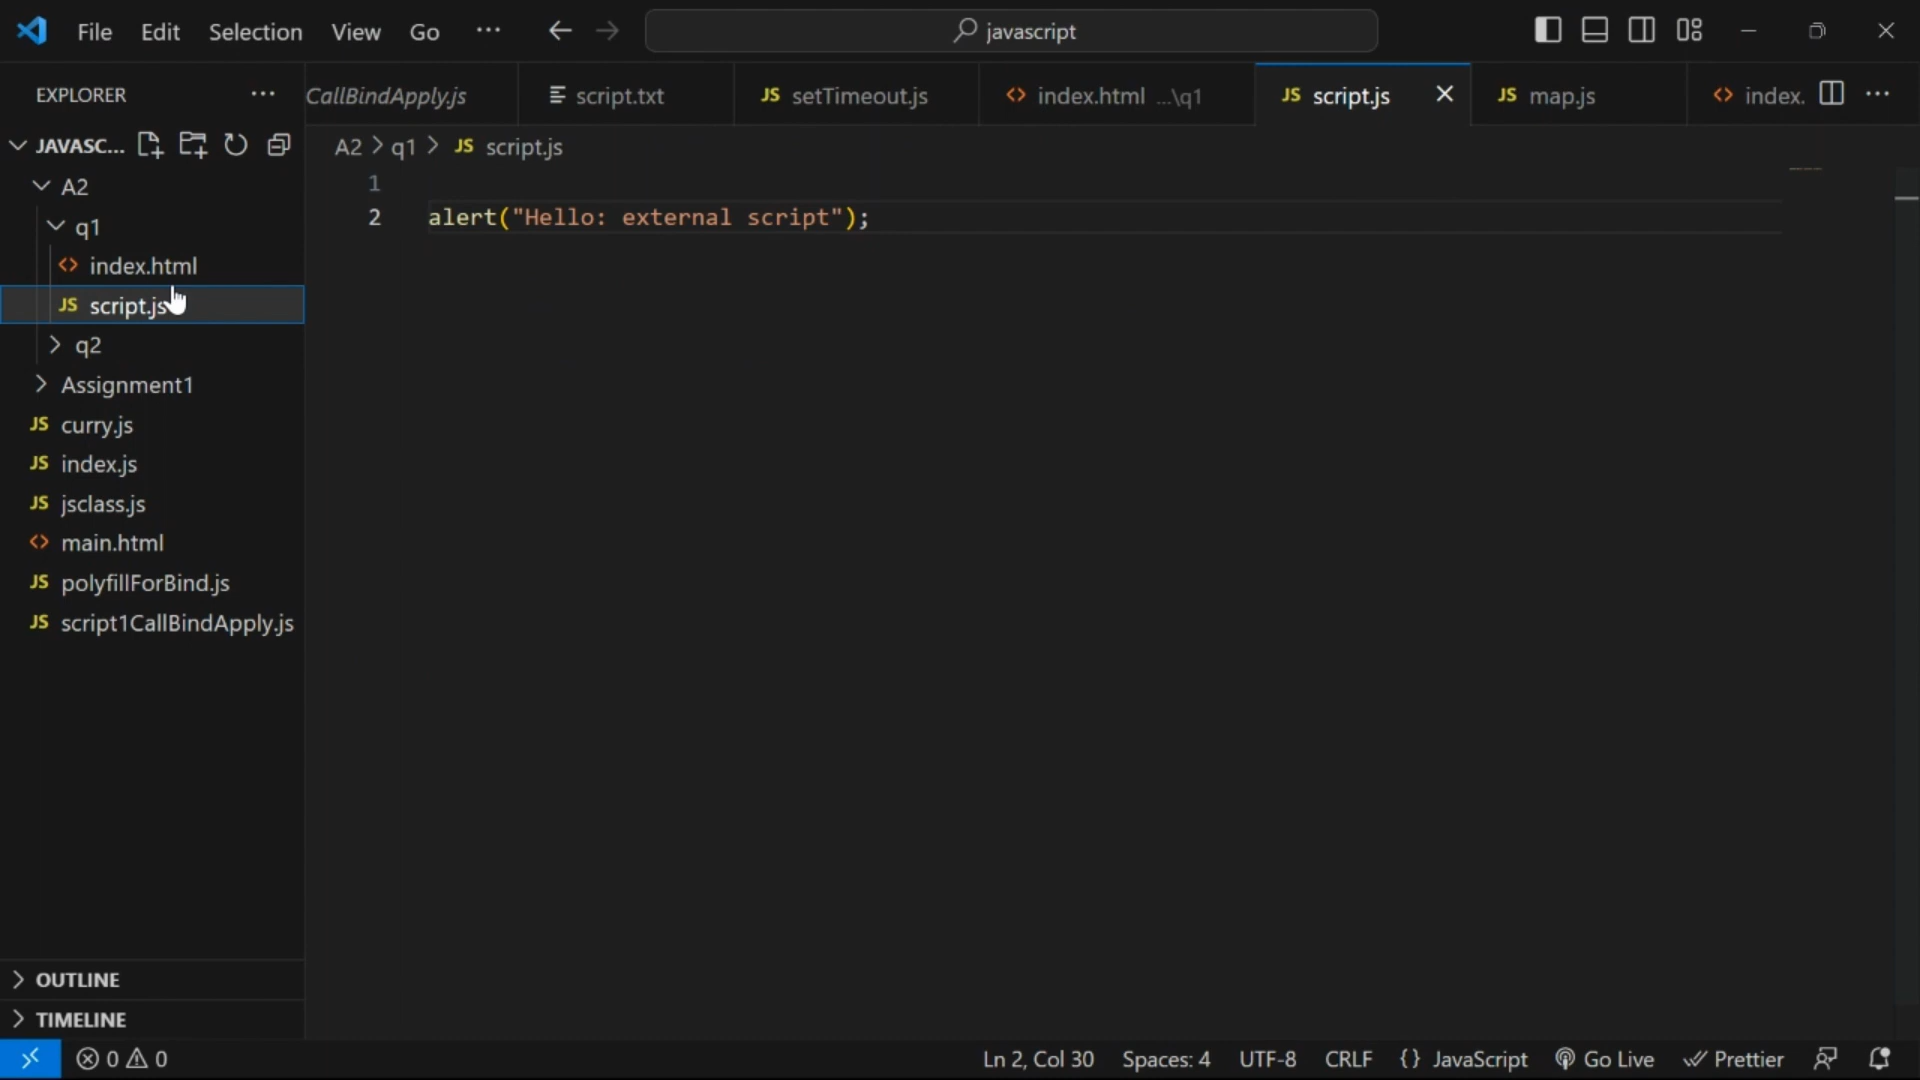 File Edit Selection View Go ··· javascript
EXPLORER ···
CallBindApply.js script.txt JS setTimeout.js <> index.html ...\q1 JS script.js JS map.js <> index. ···
JAVASC...
A2 > q1 > JS script.js
A2
q1
<> index.html
JS script.js
q2
Assignment1
JS curry.js
JS index.js
JS jsclass.js
<> main.html
JS polyfillForBind.js
JS script1CallBindApply.js
1
2 alert("Hello: external script");
OUTLINE
TIMELINE
0 0 Ln 2, Col 30 Spaces: 4 UTF-8 CRLF {} JavaScript Go Live Prettier